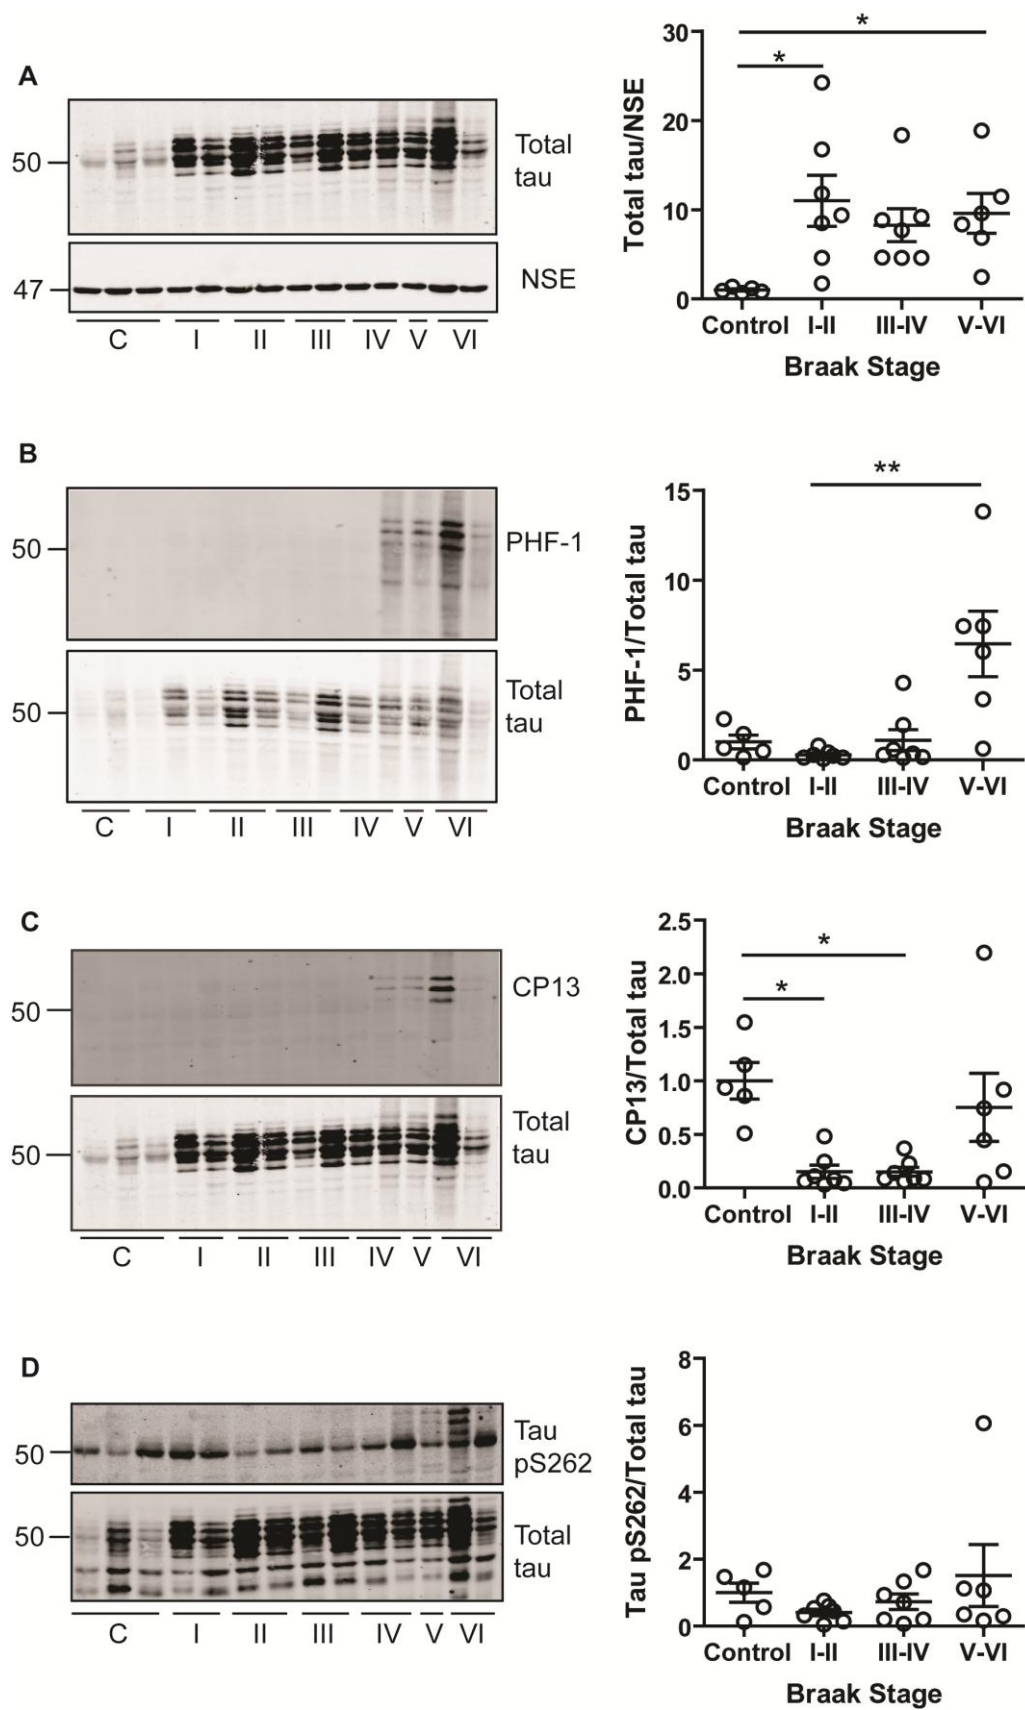 A
50
Total
tau
47
NSE
C I II III IV V VI
Total tau/NSE
30
20
10
0
*
*
Control I-II III-IV V-VI
Braak Stage
B
50
PHF-1
50
Total
tau
C I II III IV V VI
PHF-1/Total tau
15
10
5
0
**
Control I-II III-IV V-VI
Braak Stage
C
50
CP13
50
Total
tau
C I II III IV V VI
CP13/Total tau
2.5
2.0
1.5
1.0
0.5
0.0
*
*
Control I-II III-IV V-VI
Braak Stage
D
50
Tau
pS262
50
Total
tau
C I II III IV V VI
Tau pS262/Total tau
8
6
4
2
0
Control I-II III-IV V-VI
Braak Stage